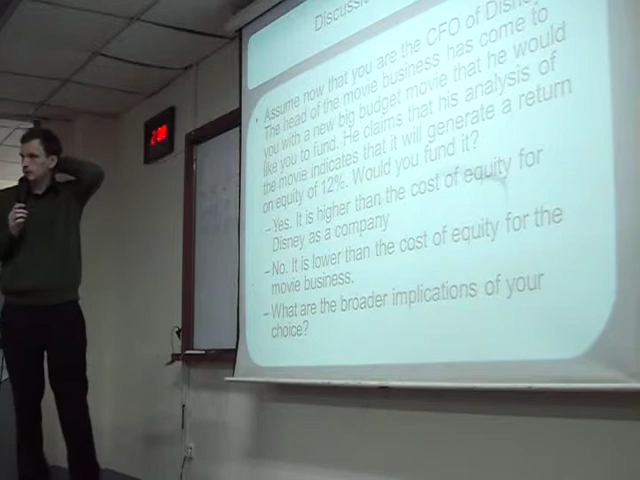 Discussi
Assume now that you are the CFO of Disne
The head of the movie business has come to
you with a new big budget movie that he would
like you to fund. He claims that his analysis of
the movie indicates that it will generate a return
on equity of 12%. Would you fund it?
– Yes. It is higher than the cost of equity for
Disney as a company
– No. It is lower than the cost of equity for the
movie business.
– What are the broader implications of your
choice?